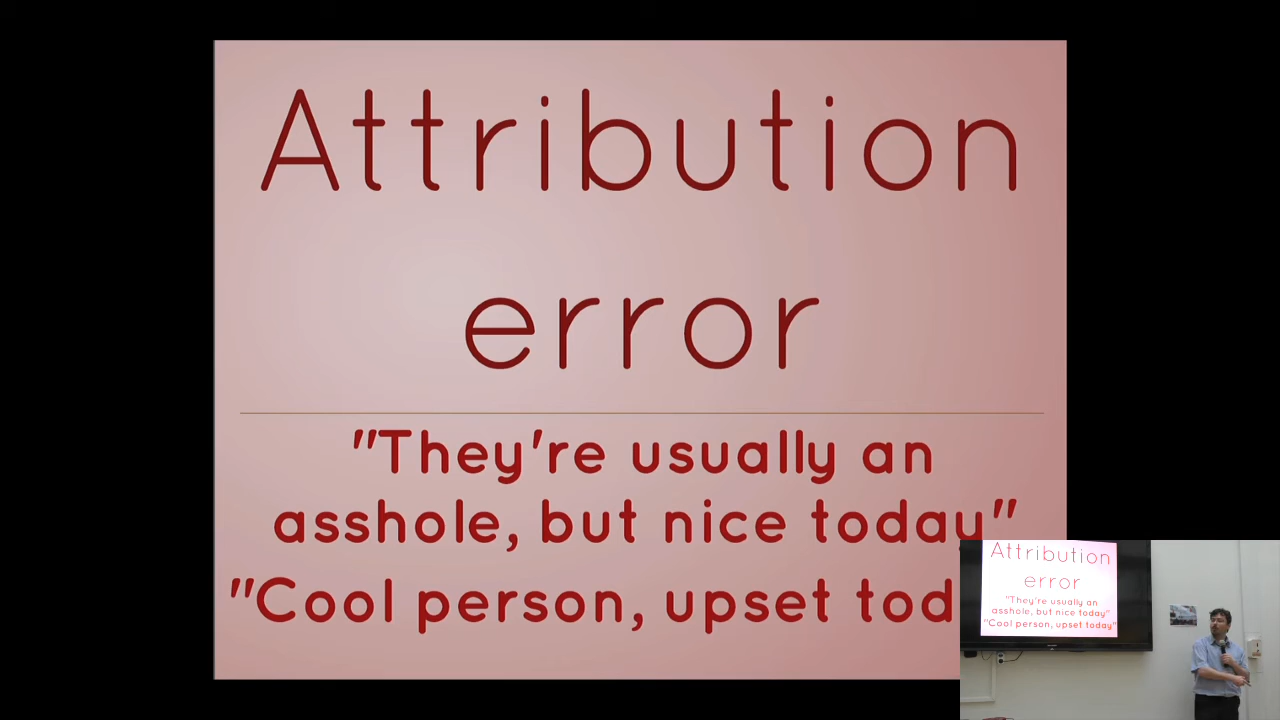 Attribution
error
"They're usually an
asshole, but nice today"
"Cool person, upset tod
Attribution
error
"They're usually an
asshole, but nice today"
"Cool person, upset today"